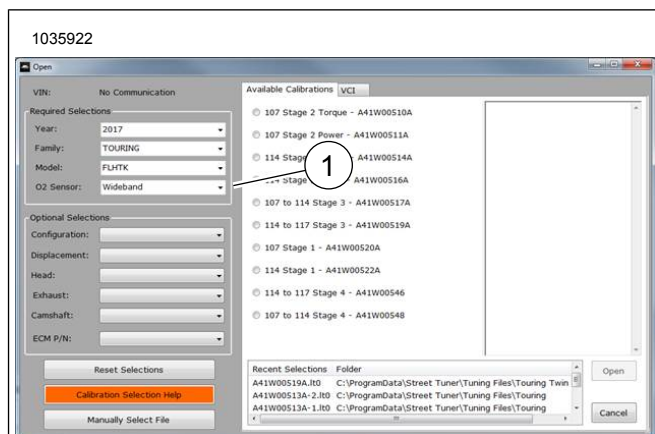 1035922
Open
VIN: No Communication
Required Selections
Year: 2017
Family: TOURING
Model: FLHTK
O2 Sensor: Wideband
Optional Selections
Configuration:
Displacement:
Head:
Exhaust:
Camshaft:
ECM P/N:
Reset Selections
Calibration Selection Help
Manually Select File
Available Calibrations VCI
107 Stage 2 Torque - A41W00510A
107 Stage 2 Power - A41W00511A
114 Stage - A41W00514A
114 Stage A41W00516A
107 to 114 Stage 3 - A41W00517A
114 to 117 Stage 3 - A41W00519A
107 Stage 1 - A41W00520A
114 Stage 1 - A41W00522A
114 to 117 Stage 4 - A41W00546
107 to 114 Stage 4 - A41W00548
1
Recent Selections Folder
A41W00519A.lt0 C:\ProgramData\Street Tuner\Tuning Files\Touring Twin
A41W00513A-2.lt0 C:\ProgramData\Street Tuner\Tuning Files\Touring
A41W00513A-1.lt0 C:\ProgramData\Street Tuner\Tuning Files\Touring
Open
Cancel